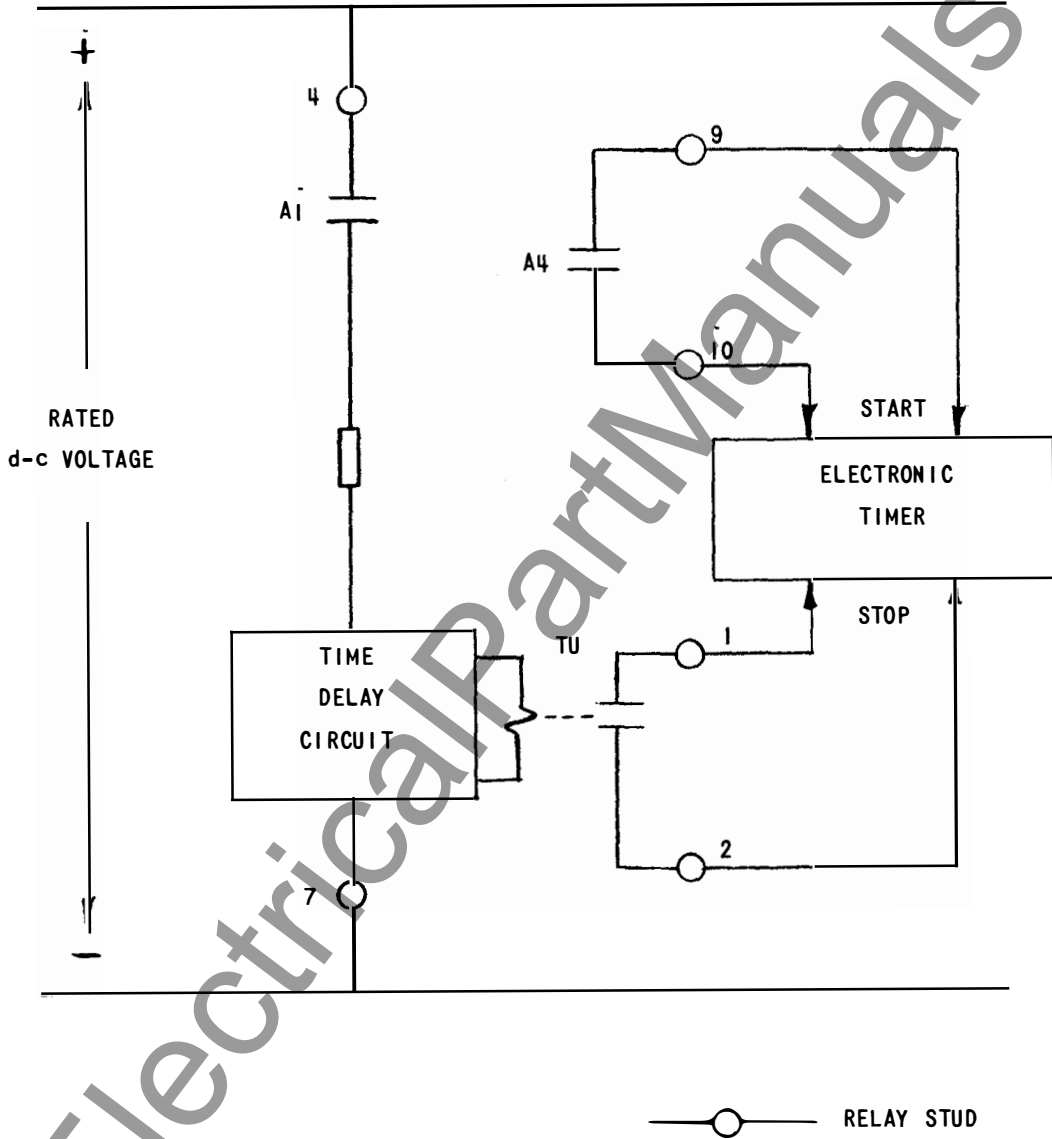 +
4
A1
9
A4
10
RATED
d-c VOLTAGE
START
ELECTRONIC
TIMER
STOP
TIME
DELAY
CIRCUIT
TU
1
2
7
—
RELAY STUD
ElectricalPartManuals